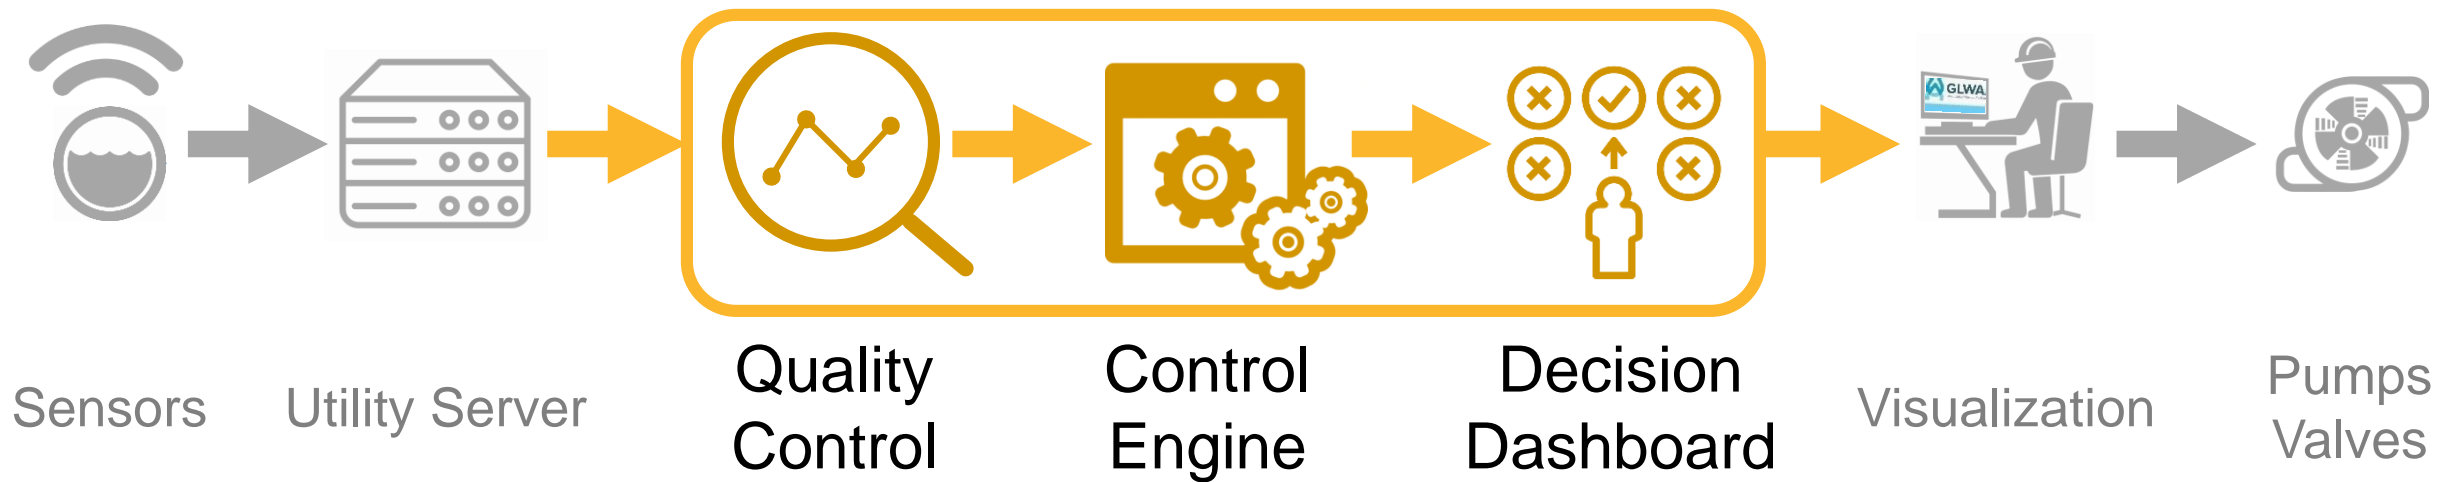 GLWA
Sensors
Utility Server
Quality
Control
Control
Engine
Decision
Dashboard
Visualization
Pumps
Valves